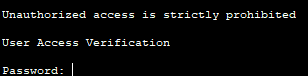 Unauthorized access is strictly prohibited
User Access Verification
Password: